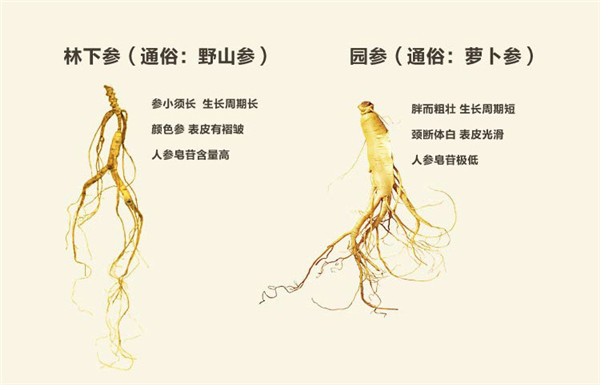 林下参（通俗：野山参）
参小须长 生长周期长
颜色参 表皮有褶皱
人参皂苷含量高
园参（通俗：萝卜参）
胖而粗壮 生长周期短
颈断体白 表皮光滑
人参皂苷极低